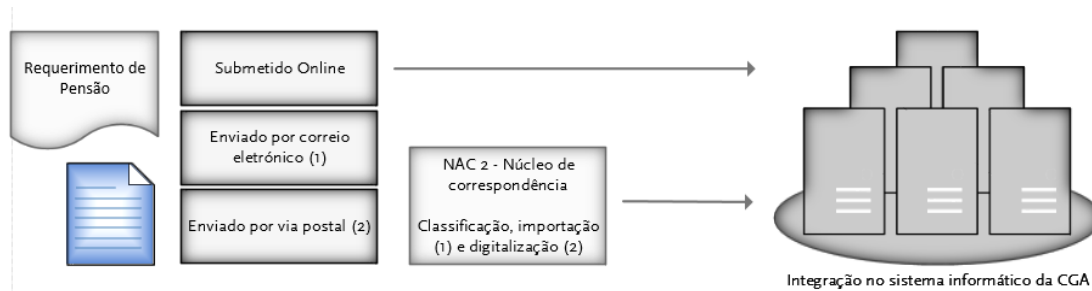 Requerimento de
Pensão
Submetido Online
Enviado por correio
eletrónico (1)
Enviado por via postal (2)
NAC 2 - Núcleo de
correspondência
Classificação, importação
(1) e digitalização (2)
Integração no sistema informático da CGA